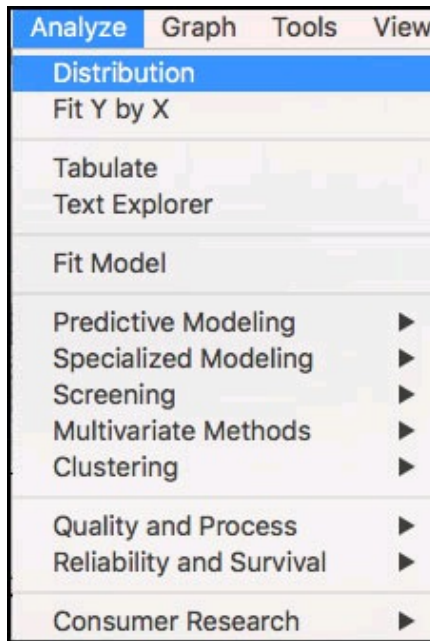 Analyze Graph Tools View
Distribution
Fit Y by X
Tabulate
Text Explorer
Fit Model
Predictive Modeling
Specialized Modeling
Screening
Multivariate Methods
Clustering
Quality and Process
Reliability and Survival
Consumer Research